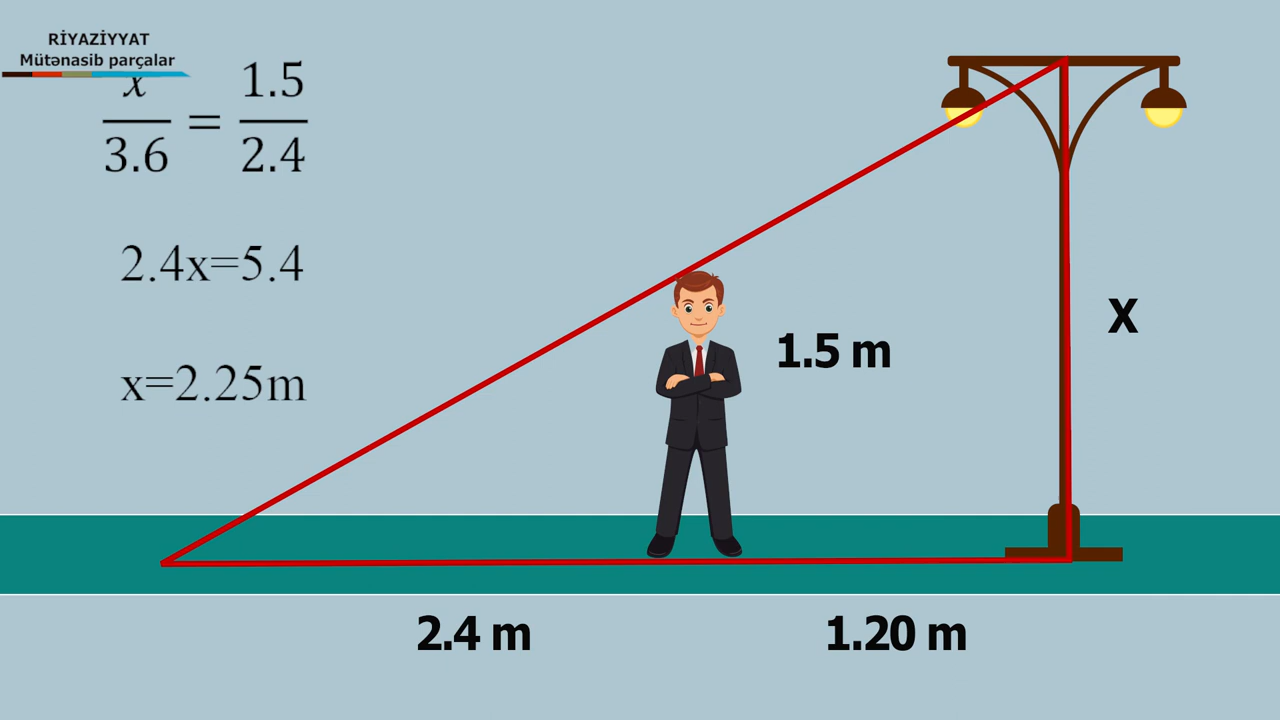 RİYAZİYYAT
Mütənasib parçalar
x/3.6 = 1.5/2.4
2.4x=5.4
x=2.25m
1.5 m
X
2.4 m
1.20 m